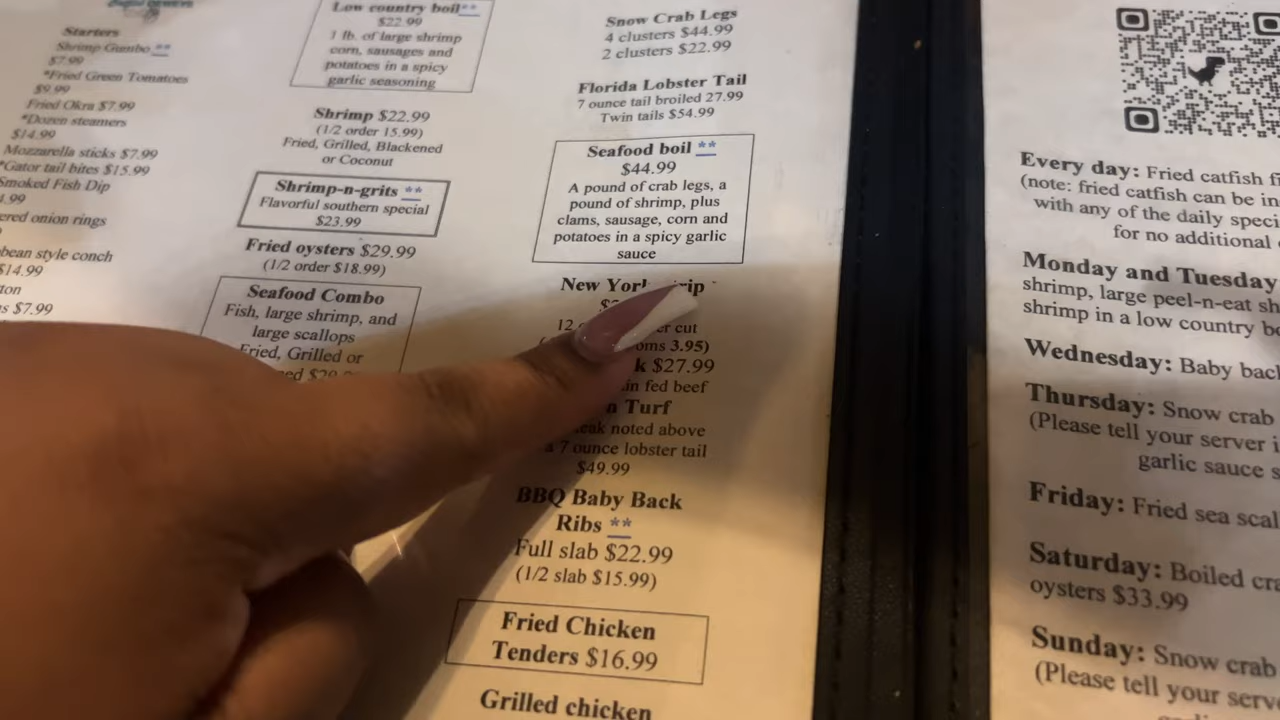 Starters
Shrimp Gumbo **
$7.99
*Fried Green Tomatoes
$9.99
Fried Okra $7.99
*Dozen steamers
$14.99
Mozzarella sticks $7.99
*Gator tail bites $15.99
Smoked Fish Dip
4.99
ered onion rings
bean style conch
$14.99
ton
s $7.99
Low country boil**
$22.99
1 lb. of large shrimp
corn, sausages and
potatoes in a spicy
garlic seasoning
Shrimp $22.99
(1/2 order 15.99)
Fried, Grilled, Blackened
or Coconut
Shrimp-n-grits **
Flavorful southern special
$23.99
Fried oysters $29.99
(1/2 order $18.99)
Seafood Combo
Fish, large shrimp, and
large scallops
Fried, Grilled or
Snow Crab Legs
4 clusters $44.99
2 clusters $22.99
Florida Lobster Tail
7 ounce tail broiled 27.99
Twin tails $54.99
Seafood boil **
$44.99
A pound of crab legs, a
pound of shrimp, plus
clams, sausage, corn and
potatoes in a spicy garlic
sauce
New York rip
12 er cut
oms 3.95)
k $27.99
in fed beef
n Turf
eak noted above
a 7 ounce lobster tail
$49.99
BBQ Baby Back
Ribs **
Full slab $22.99
(1/2 slab $15.99)
Fried Chicken
Tenders $16.99
Grilled chicken
Every day: Fried catfish fi
(note: fried catfish can be in
with any of the daily speci
for no additional
Monday and Tuesday
shrimp, large peel-n-eat sh
shrimp in a low country bo
Wednesday: Baby back
Thursday: Snow crab
(Please tell your server i
garlic sauce s
Friday: Fried sea scal
Saturday: Boiled cra
oysters $33.99
Sunday: Snow crab
(Please tell your serve